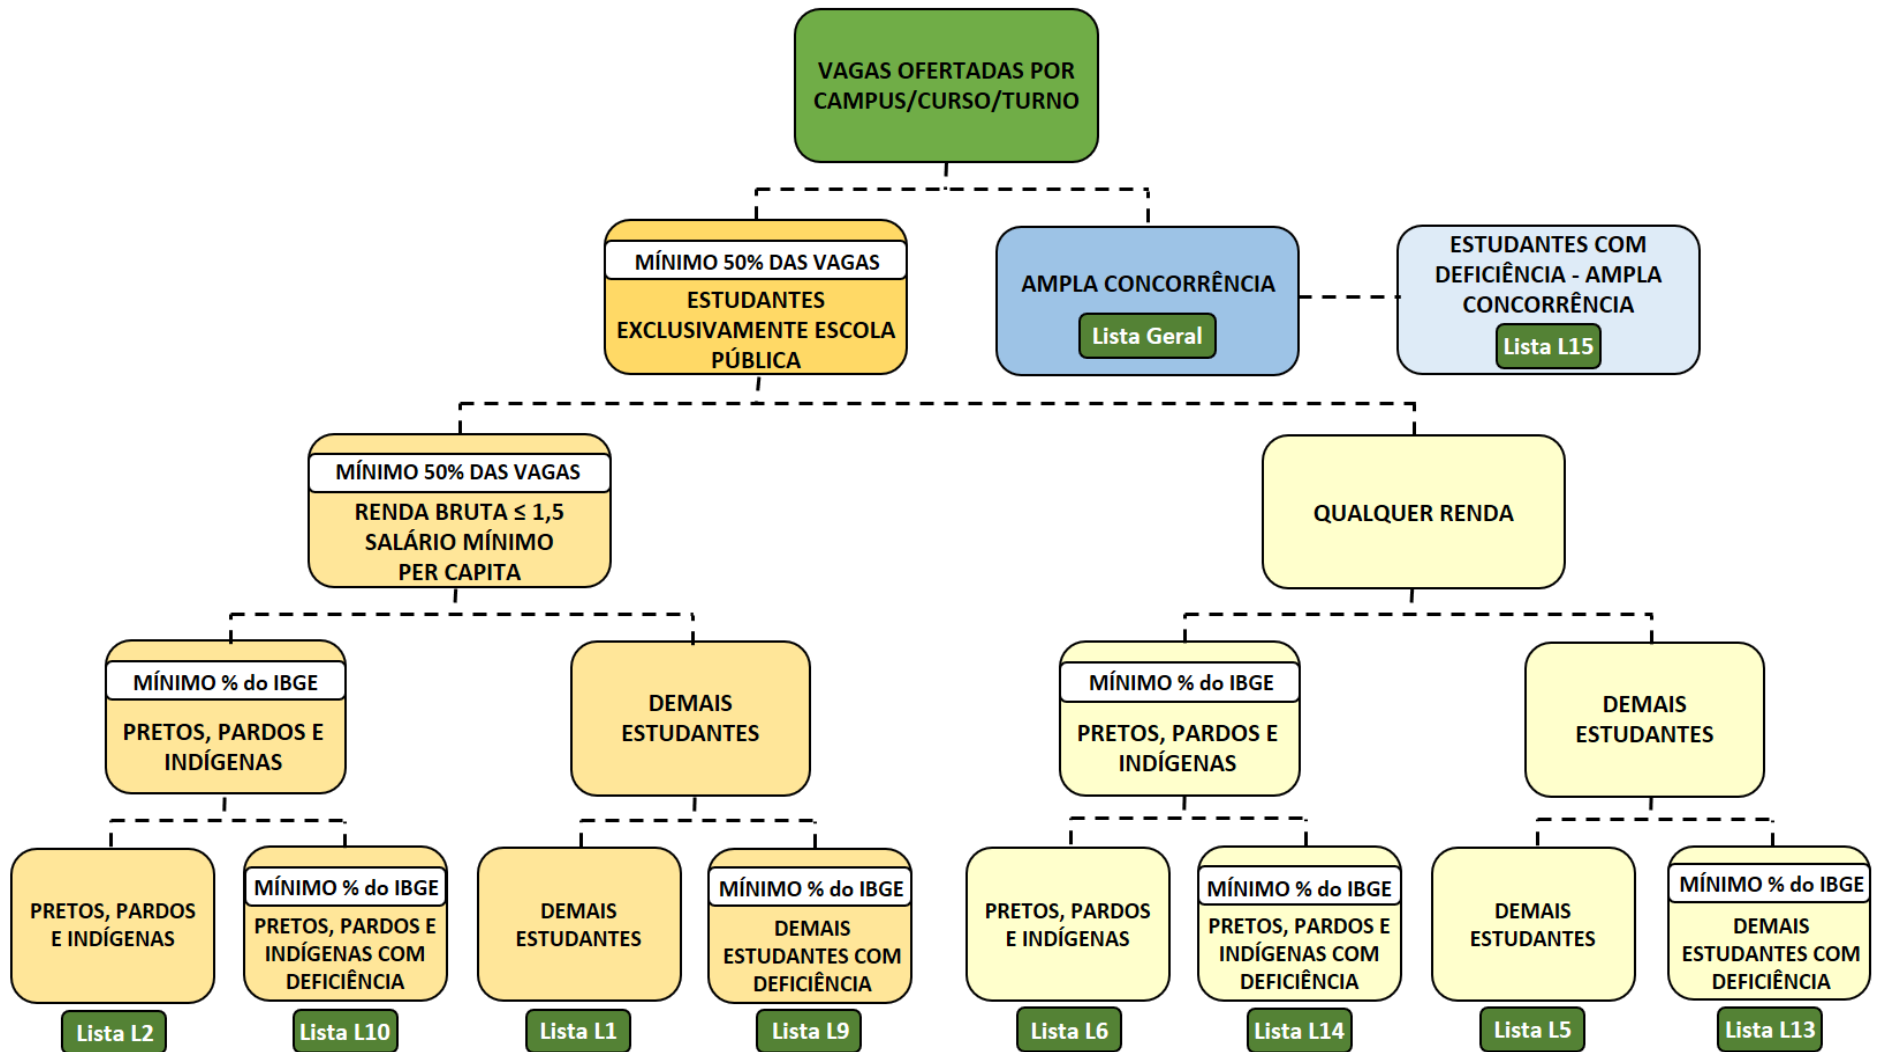 VAGAS OFERTADAS POR
CAMPUS/CURSO/TURNO
MÍNIMO 50% DAS VAGAS
ESTUDANTES
EXCLUSIVAMENTE ESCOLA
PÚBLICA
AMPLA CONCORRÊNCIA
Lista Geral
ESTUDANTES COM
DEFICIÊNCIA - AMPLA
CONCORRÊNCIA
Lista L15
MÍNIMO 50% DAS VAGAS
RENDA BRUTA ≤ 1,5
SALÁRIO MÍNIMO
PER CAPITA
QUALQUER RENDA
MÍNIMO % do IBGE
PRETOS, PARDOS E
INDÍGENAS
DEMAIS
ESTUDANTES
MÍNIMO % do IBGE
PRETOS, PARDOS E
INDÍGENAS
DEMAIS
ESTUDANTES
PRETOS, PARDOS
E INDÍGENAS
Lista L2
MÍNIMO % do IBGE
PRETOS, PARDOS E
INDÍGENAS COM
DEFICIÊNCIA
Lista L10
DEMAIS
ESTUDANTES
Lista L1
MÍNIMO % do IBGE
DEMAIS
ESTUDANTES COM
DEFICIÊNCIA
Lista L9
PRETOS, PARDOS
E INDÍGENAS
Lista L6
MÍNIMO % do IBGE
PRETOS, PARDOS E
INDÍGENAS COM
DEFICIÊNCIA
Lista L14
DEMAIS
ESTUDANTES
Lista L5
MÍNIMO % do IBGE
DEMAIS
ESTUDANTES COM
DEFICIÊNCIA
Lista L13